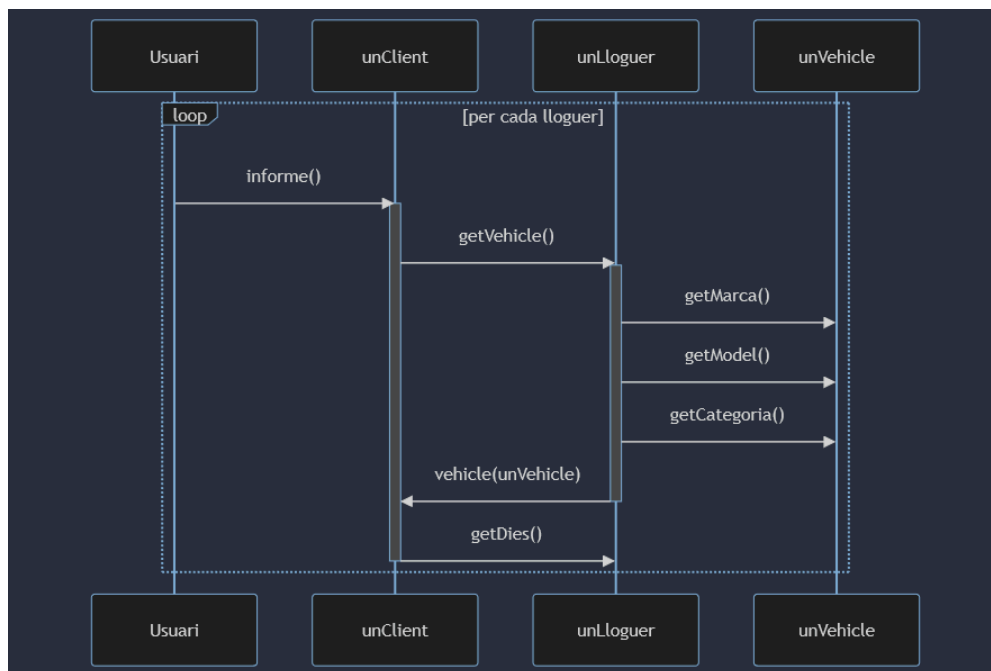 Usuari
unClient
unLloguer
unVehicle
loop
[per cada lloguer]
informe()
getVehicle()
getMarca()
getModel()
getCategoria()
vehicle(unVehicle)
getDies()
Usuari
unClient
unLloguer
unVehicle